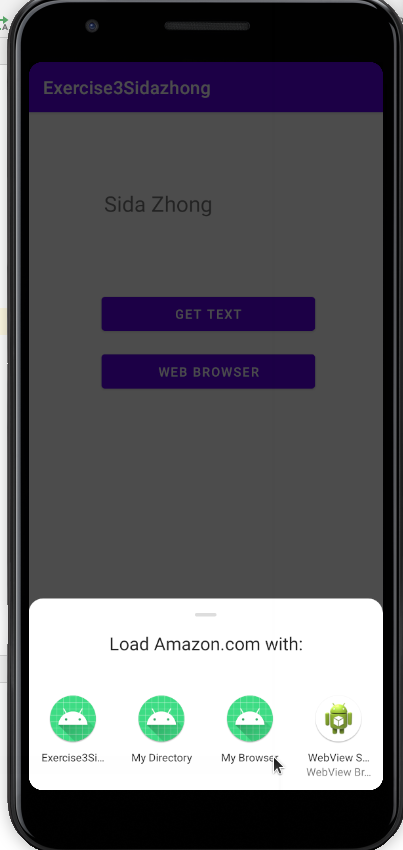 Exercise3Sidazhong
Sida Zhong
GET TEXT
WEB BROWSER
Load Amazon.com with:
Exercise3Si...
My Directory
My Browser
WebView S...
WebView Br...